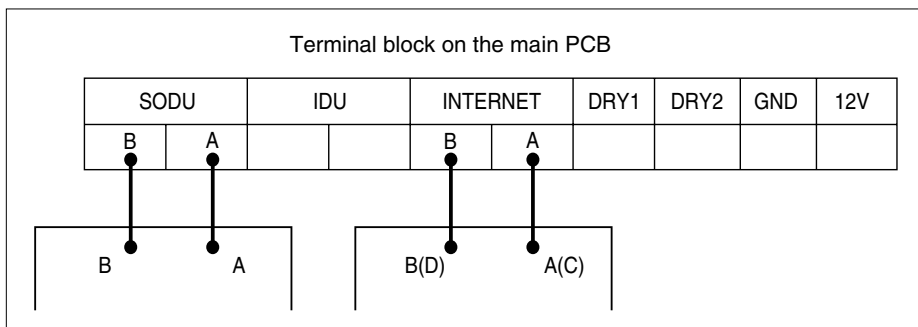 Terminal block on the main PCB
SODU IDU INTERNET DRY1 DRY2 GND 12V
B A B A
B A B(D) A(C)